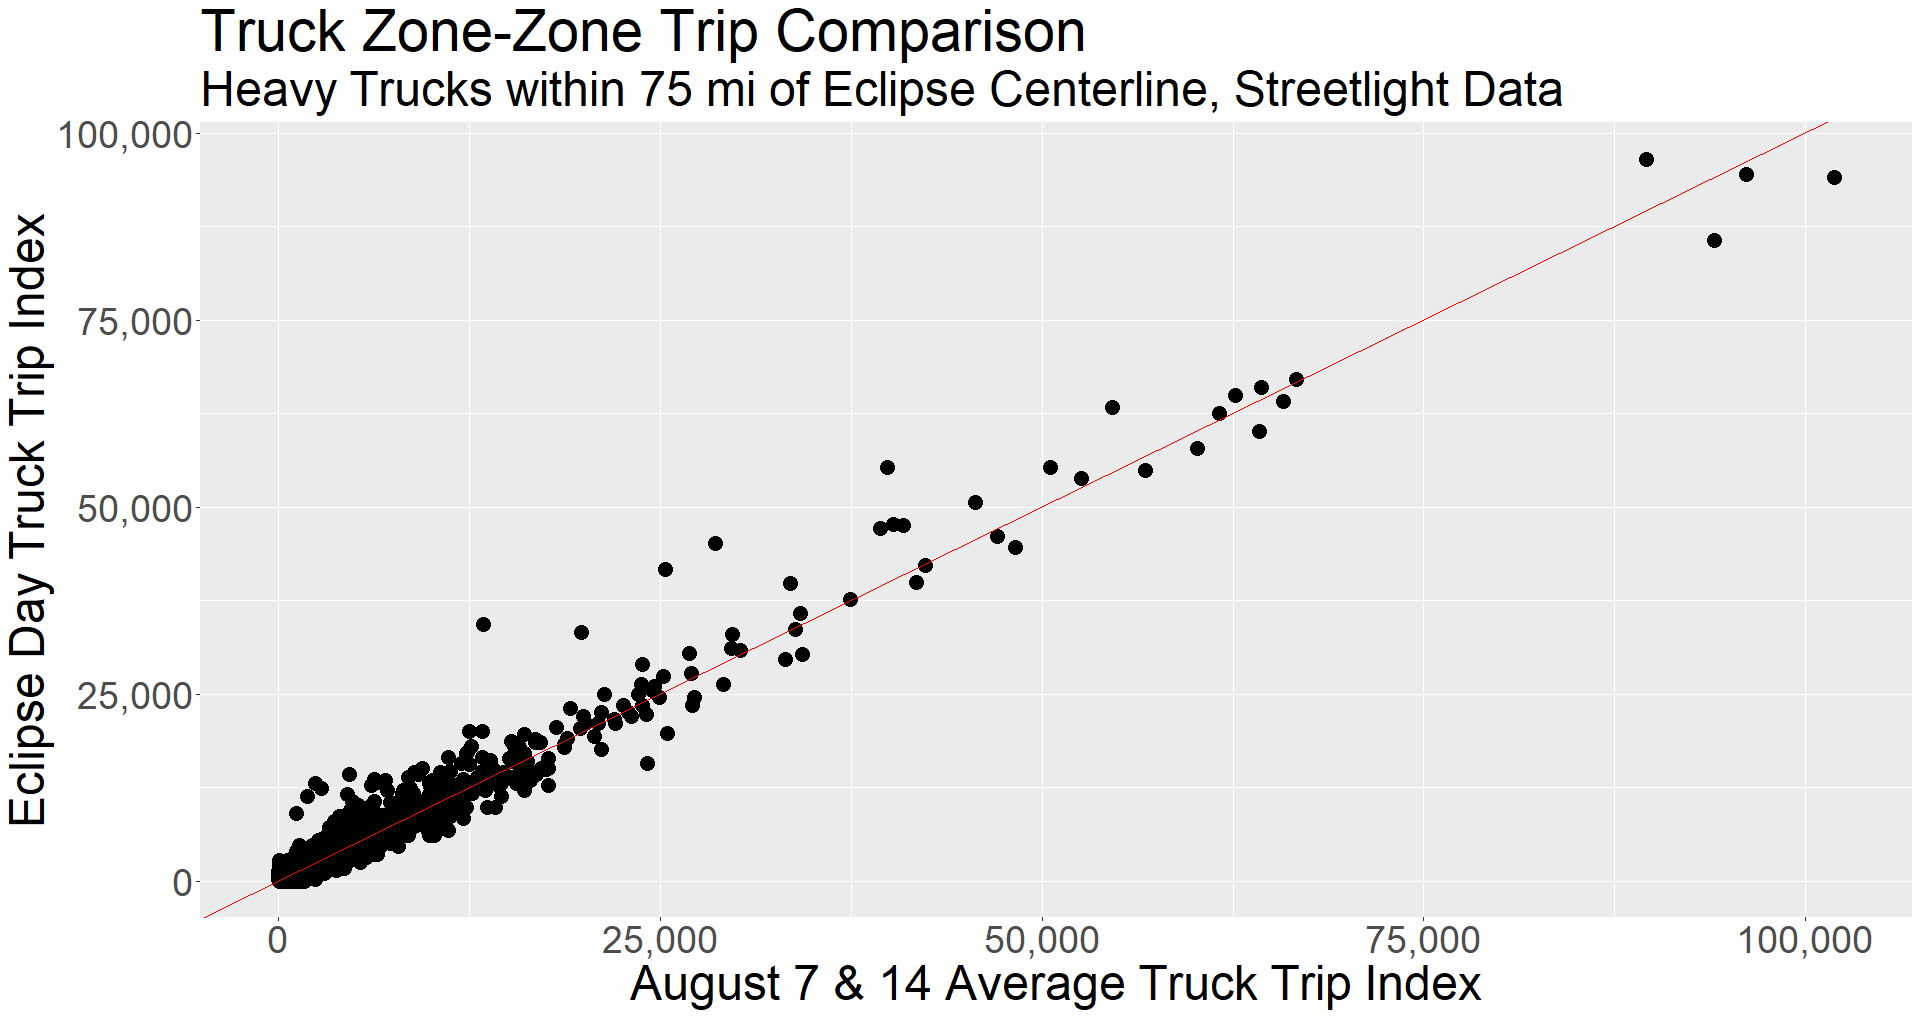 Truck Zone-Zone Trip Comparison
Heavy Trucks within 75 mi of Eclipse Centerline, Streetlight Data
Eclipse Day Truck Trip Index
100,000
75,000
50,000
25,000
0
0 25,000 50,000 75,000 100,000
August 7 & 14 Average Truck Trip Index